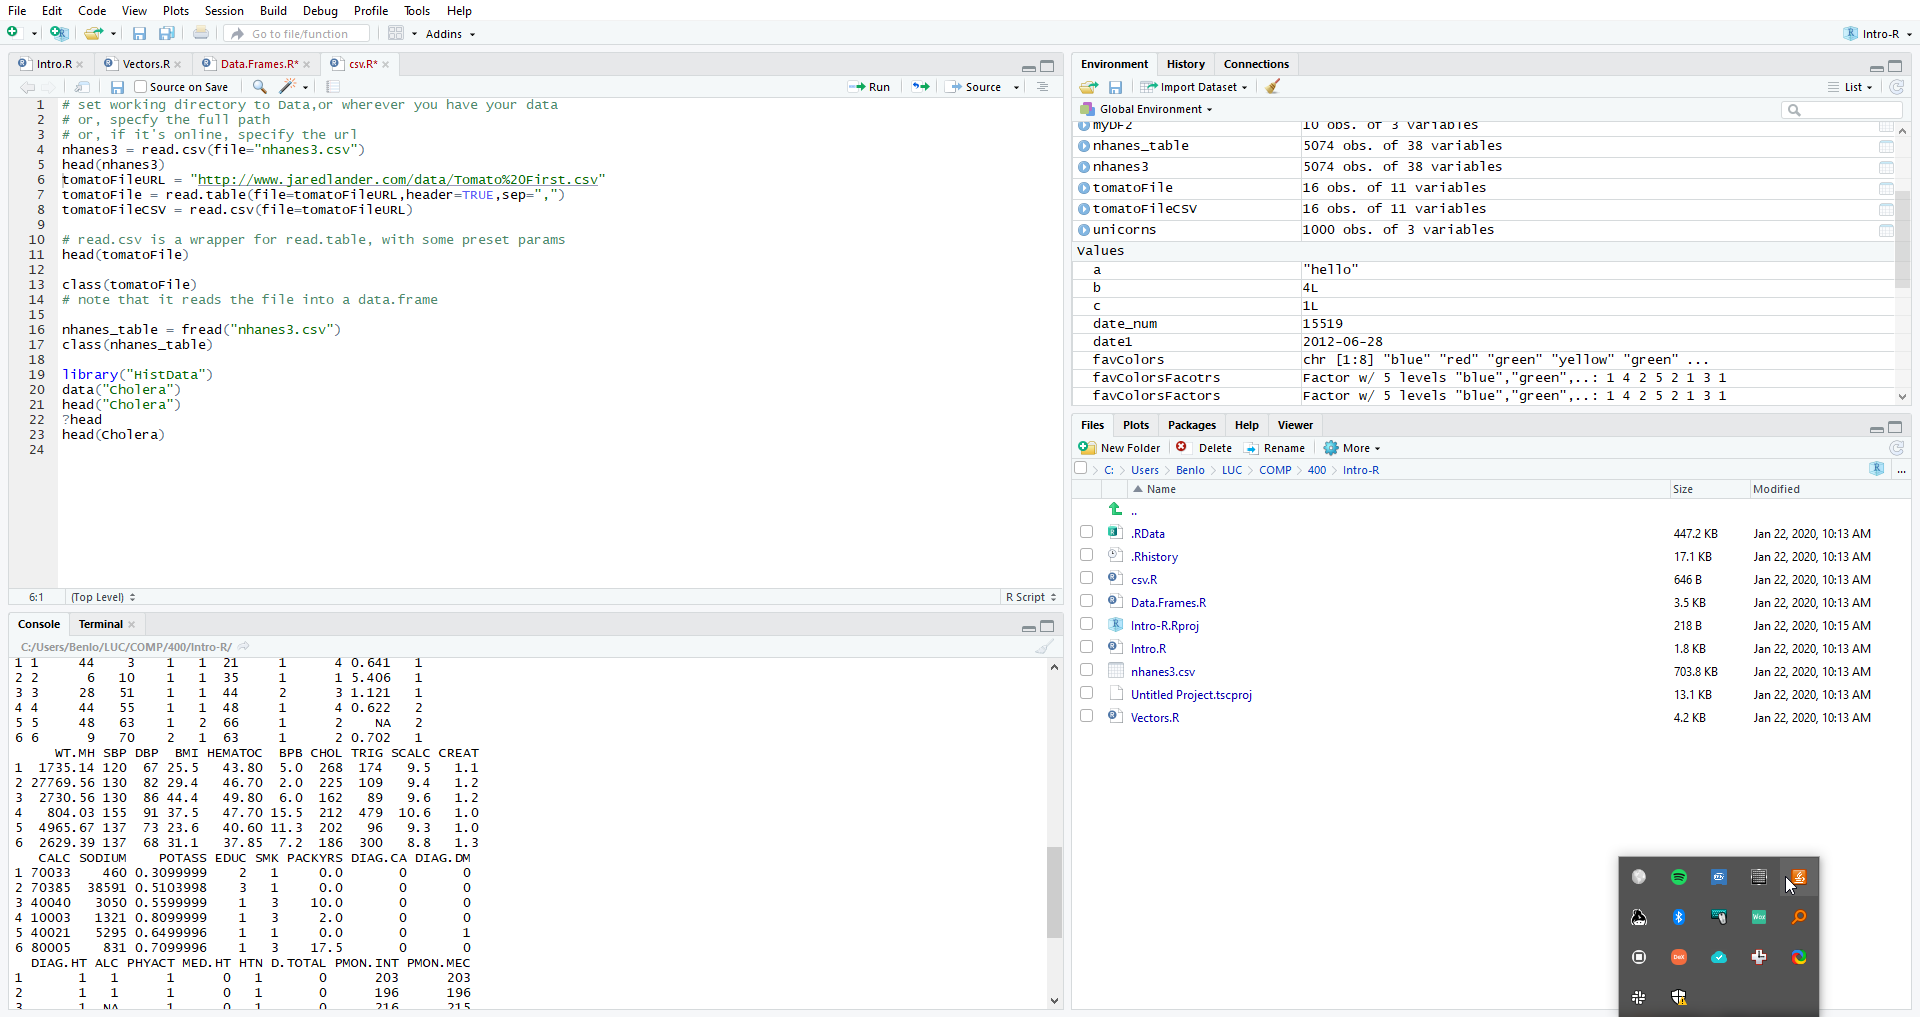 File Edit Code View Plots Session Build Debug Profile Tools Help
Go to file/function Addins Intro-R
Intro.R Vectors.R Data.Frames.R* csv.R*
Source on Save Run Source
1 # set working directory to Data,or wherever you have your data
2 # or, specfy the full path
3 # or, if it's online, specify the url
4 nhanes3 = read.csv(file="nhanes3.csv")
5 head(nhanes3)
6 tomatoFileURL = "http://www.jaredlander.com/data/Tomato%20First.csv"
7 tomatoFile = read.table(file=tomatoFileURL,header=TRUE,sep=",")
8 tomatoFileCSV = read.csv(file=tomatoFileURL)
9
10 # read.csv is a wrapper for read.table, with some preset params
11 head(tomatoFile)
12
13 class(tomatoFile)
14 # note that it reads the file into a data.frame
15
16 nhanes_table = fread("nhanes3.csv")
17 class(nhanes_table)
18
19 library("HistData")
20 data("Cholera")
21 head("Cholera")
22 ?head
23 head(Cholera)
24
6:1 (Top Level) R Script
Console Terminal
C:/Users/Benlo/LUC/COMP/400/Intro-R/
1 1 44 3 1 1 21 1 4 0.641 1
2 2 6 10 1 1 35 1 1 5.406 1
3 3 28 51 1 1 44 2 3 1.121 1
4 4 44 55 1 1 48 1 4 0.622 2
5 5 48 63 1 2 66 1 2 NA 2
6 6 9 70 2 1 63 1 2 0.702 1
WT.MH SBP DBP BMI HEMATOC BPB CHOL TRIG SCALC CREAT
1 1735.14 120 67 25.5 43.80 5.0 268 174 9.5 1.1
2 27769.56 130 82 29.4 46.70 2.0 225 109 9.4 1.2
3 2730.56 130 86 44.4 49.80 6.0 162 89 9.6 1.2
4 804.03 155 91 37.5 47.70 15.5 212 479 10.6 1.0
5 4965.67 137 73 23.6 40.60 11.3 202 96 9.3 1.0
6 2629.39 137 68 31.1 37.85 7.2 186 300 8.8 1.3
CALC SODIUM POTASS EDUC SMK PACKYRS DIAG.CA DIAG.DM
1 70033 460 0.3099999 2 1 0.0 0 0
2 70385 38591 0.5103998 3 1 0.0 0 0
3 40040 3050 0.5599999 1 3 10.0 0 0
4 10003 1321 0.8099999 1 3 2.0 0 0
5 40021 5295 0.6499996 1 1 0.0 0 1
6 80005 831 0.7099996 1 3 17.5 0 0
DIAG.HT ALC PHYACT MED.HT HTN D.TOTAL PMON.INT PMON.MEC
1 1 1 1 0 1 0 203 203
2 1 1 1 0 1 0 196 196
3 1 NA 1 0 1 0 216 215
Environment History Connections
Import Dataset List
Global Environment
myDF2 10 obs. of 3 variables
nhanes_table 5074 obs. of 38 variables
nhanes3 5074 obs. of 38 variables
tomatoFile 16 obs. of 11 variables
tomatoFileCSV 16 obs. of 11 variables
unicorns 1000 obs. of 3 variables
Values
a "hello"
b 4L
c 1L
date_num 15519
date1 2012-06-28
favColors chr [1:8] "blue" "red" "green" "yellow" "green" ...
favColorsFacotrs Factor w/ 5 levels "blue","green",..: 1 4 2 5 2 1 3 1
favColorsFactors Factor w/ 5 levels "blue","green",..: 1 4 2 5 2 1 3 1
Files Plots Packages Help Viewer
New Folder Delete Rename More
C: Users Benlo LUC COMP 400 Intro-R ...
Name Size Modified
..
.RData 447.2 KB Jan 22, 2020, 10:13 AM
.Rhistory 17.1 KB Jan 22, 2020, 10:13 AM
csv.R 646 B Jan 22, 2020, 10:13 AM
Data.Frames.R 3.5 KB Jan 22, 2020, 10:13 AM
Intro-R.Rproj 218 B Jan 22, 2020, 10:15 AM
Intro.R 1.8 KB Jan 22, 2020, 10:13 AM
nhanes3.csv 703.8 KB Jan 22, 2020, 10:13 AM
Untitled Project.tscproj 13.1 KB Jan 22, 2020, 10:13 AM
Vectors.R 4.2 KB Jan 22, 2020, 10:13 AM
Wox
DeX